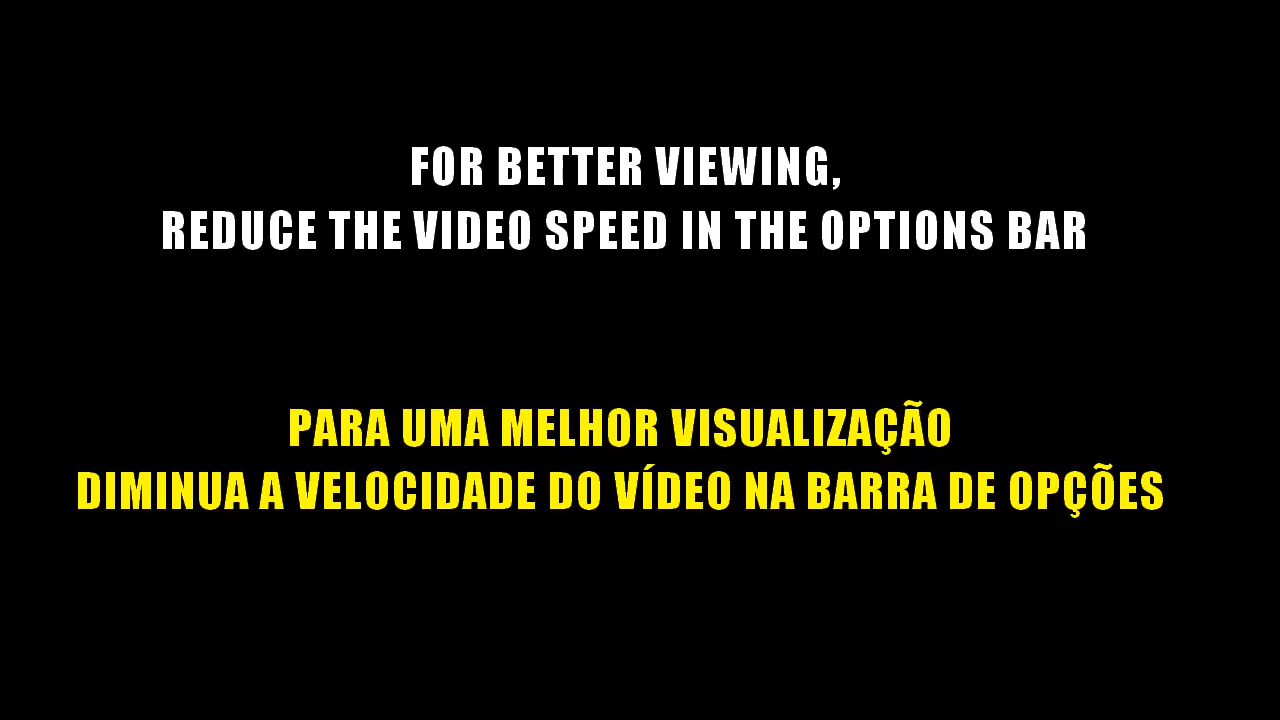 FOR BETTER VIEWING,
REDUCE THE VIDEO SPEED IN THE OPTIONS BAR
PARA UMA MELHOR VISUALIZAÇÃO
DIMINUA A VELOCIDADE DO VÍDEO NA BARRA DE OPÇÕES